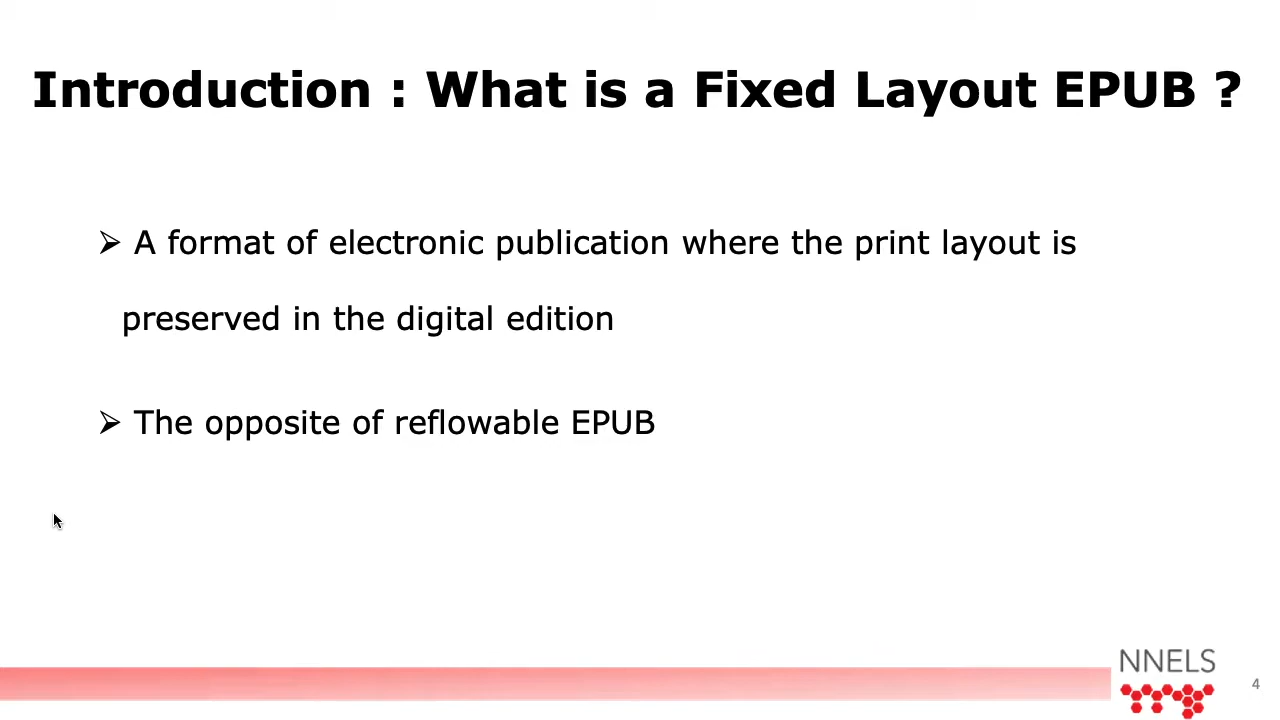 Introduction : What is a Fixed Layout EPUB ?
➢ A format of electronic publication where the print layout is
preserved in the digital edition
➢ The opposite of reflowable EPUB
NNELS
4